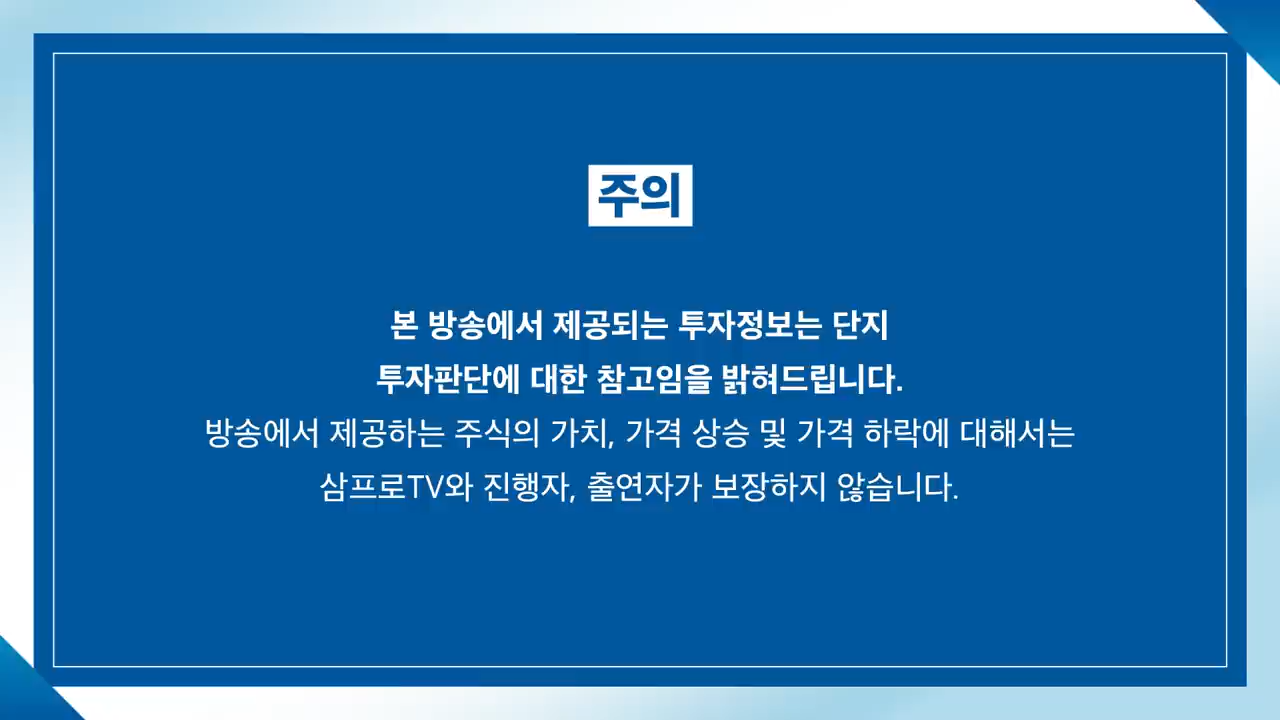 주의
본 방송에서 제공되는 투자정보는 단지
투자판단에 대한 참고임을 밝혀드립니다.
방송에서 제공하는 주식의 가치, 가격 상승 및 가격 하락에 대해서는
삼프로TV와 진행자, 출연자가 보장하지 않습니다.